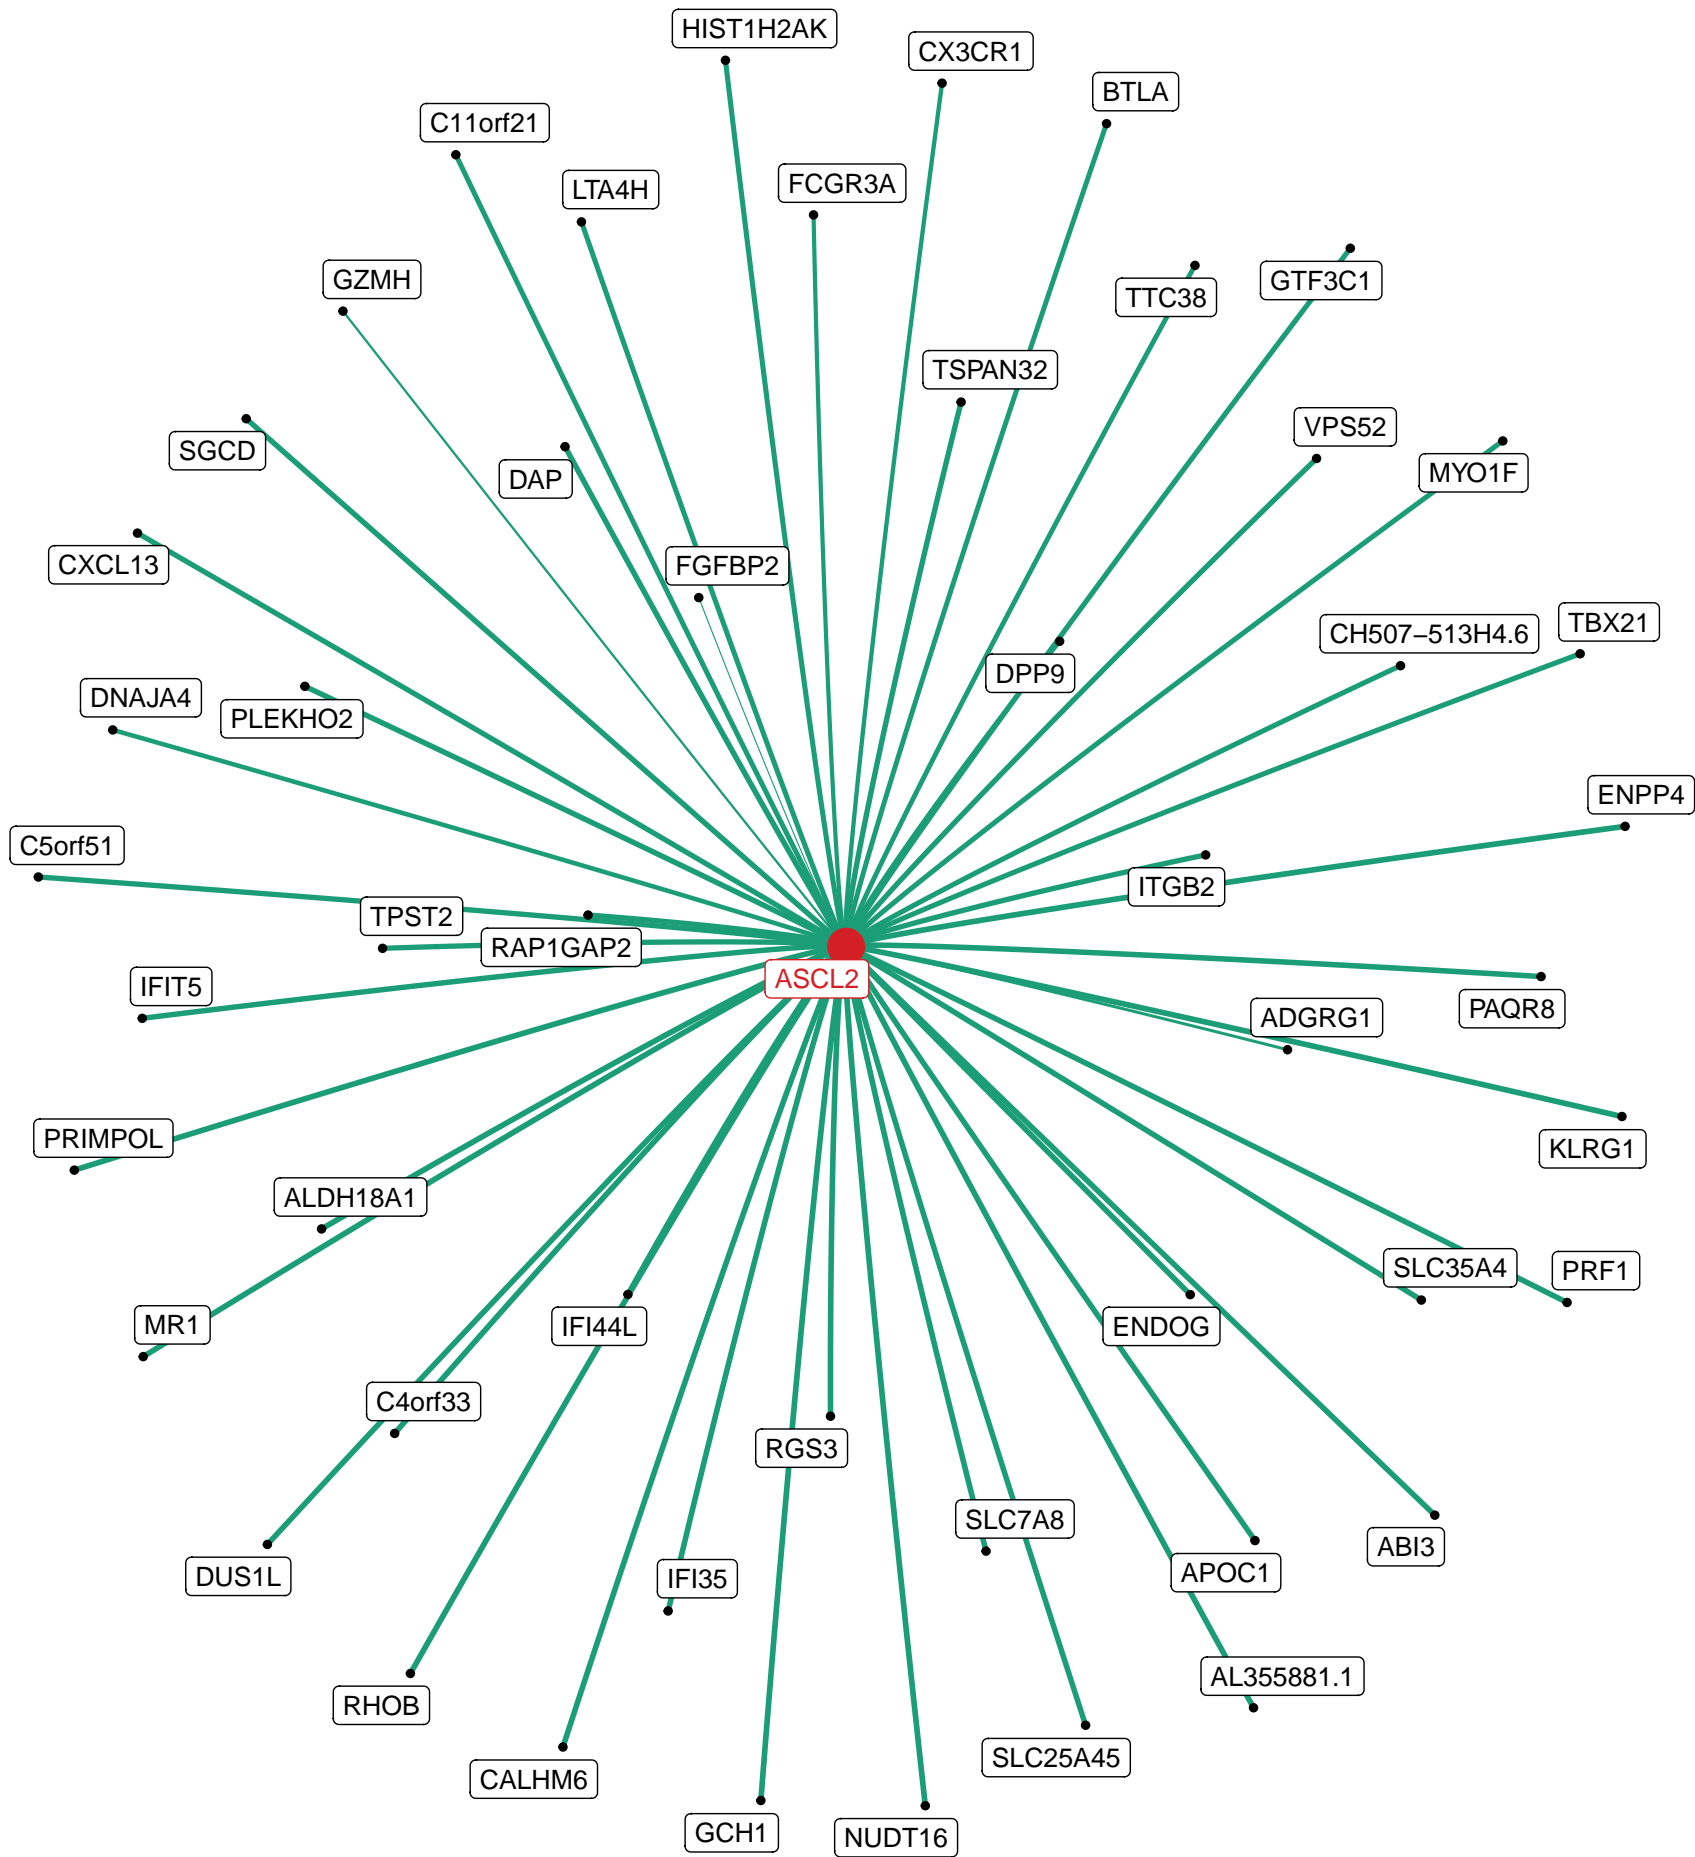 HIST1H2AK
CX3CR1
BTLA
C11orf21
LTA4H
FCGR3A
GZMH
GTF3C1
TTC38
TSPAN32
VPS52
SGCD
DAP
MYO1F
CXCL13
FGFBP2
TBX21
CH507–513H4.6
DPP9
DNAJA4
PLEKHO2
ENPP4
C5orf51
ITGB2
TPST2
RAP1GAP2
ASCL2
IFIT5
PAQR8
ADGRG1
PRIMPOL
KLRG1
ALDH18A1
SLC35A4
PRF1
MR1
IFI44L
ENDOG
C4orf33
RGS3
SLC7A8
ABI3
APOC1
DUS1L
IFI35
AL355881.1
RHOB
SLC25A45
CALHM6
GCH1
NUDT16